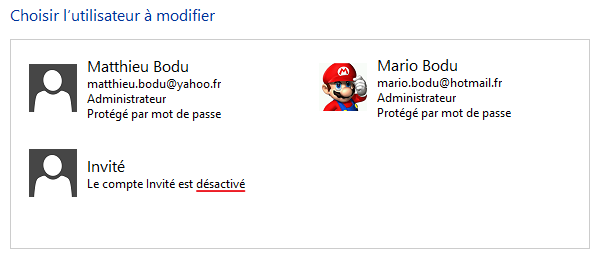 Choisir l'utilisateur à modifier
Matthieu Bodu
matthieu.bodu@yahoo.fr
Administrateur
Protégé par mot de passe
Mario Bodu
mario.bodu@hotmail.fr
Administrateur
Protégé par mot de passe
Invité
Le compte Invité est désactivé